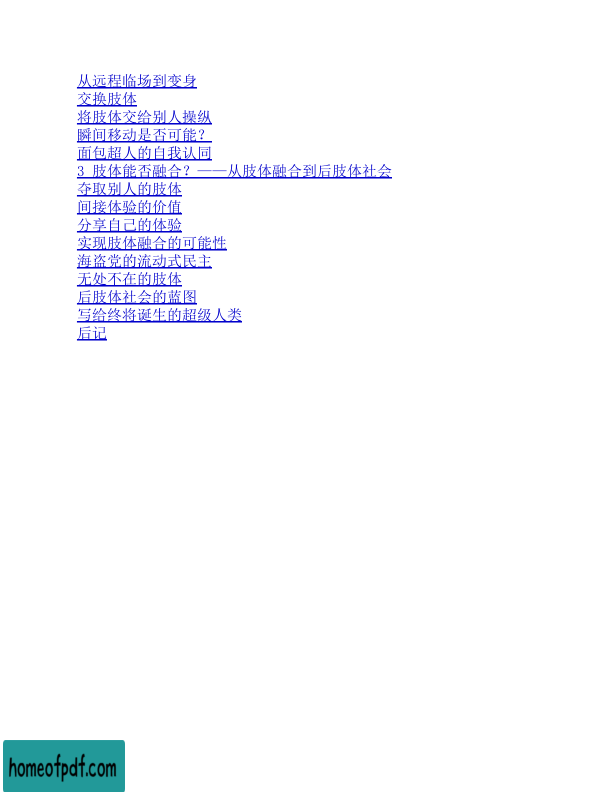 从远程临场到变身
交换肢体
将肢体交给别人操纵
瞬间移动是否可能？
面包超人的自我认同
3 肢体能否融合？——从肢体融合到后肢体社会
夺取别人的肢体
间接体验的价值
分享自己的体验
实现肢体融合的可能性
海盗党的流动式民主
无处不在的肢体
后肢体社会的蓝图
写给终将诞生的超级人类
后记
homeofpdf.com